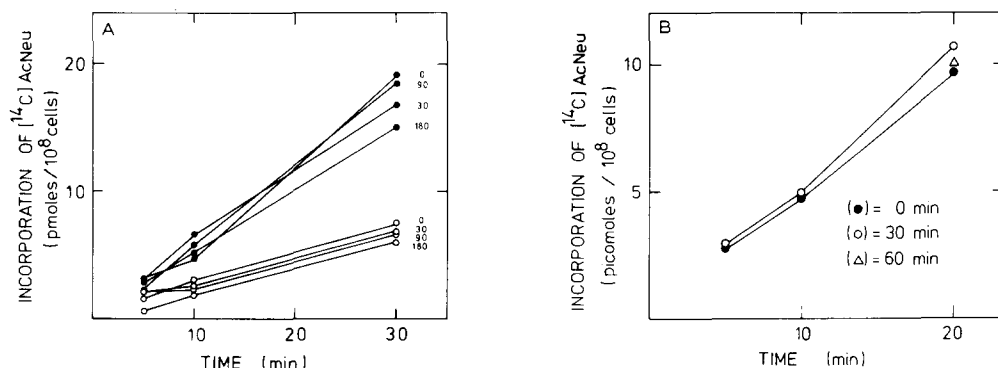 A
INCORPORATION OF [¹⁴C] AcNeu
(pmoles/10⁸ cells)
20
10
0
90
30
180
0
30
90
180
10
20
30
TIME (min)
B
INCORPORATION OF [¹⁴C] AcNeu
(picomoles / 10⁸ cells)
10
5
(●) = 0 min
(○) = 30 min
(△) = 60 min
10
20
TIME (min)